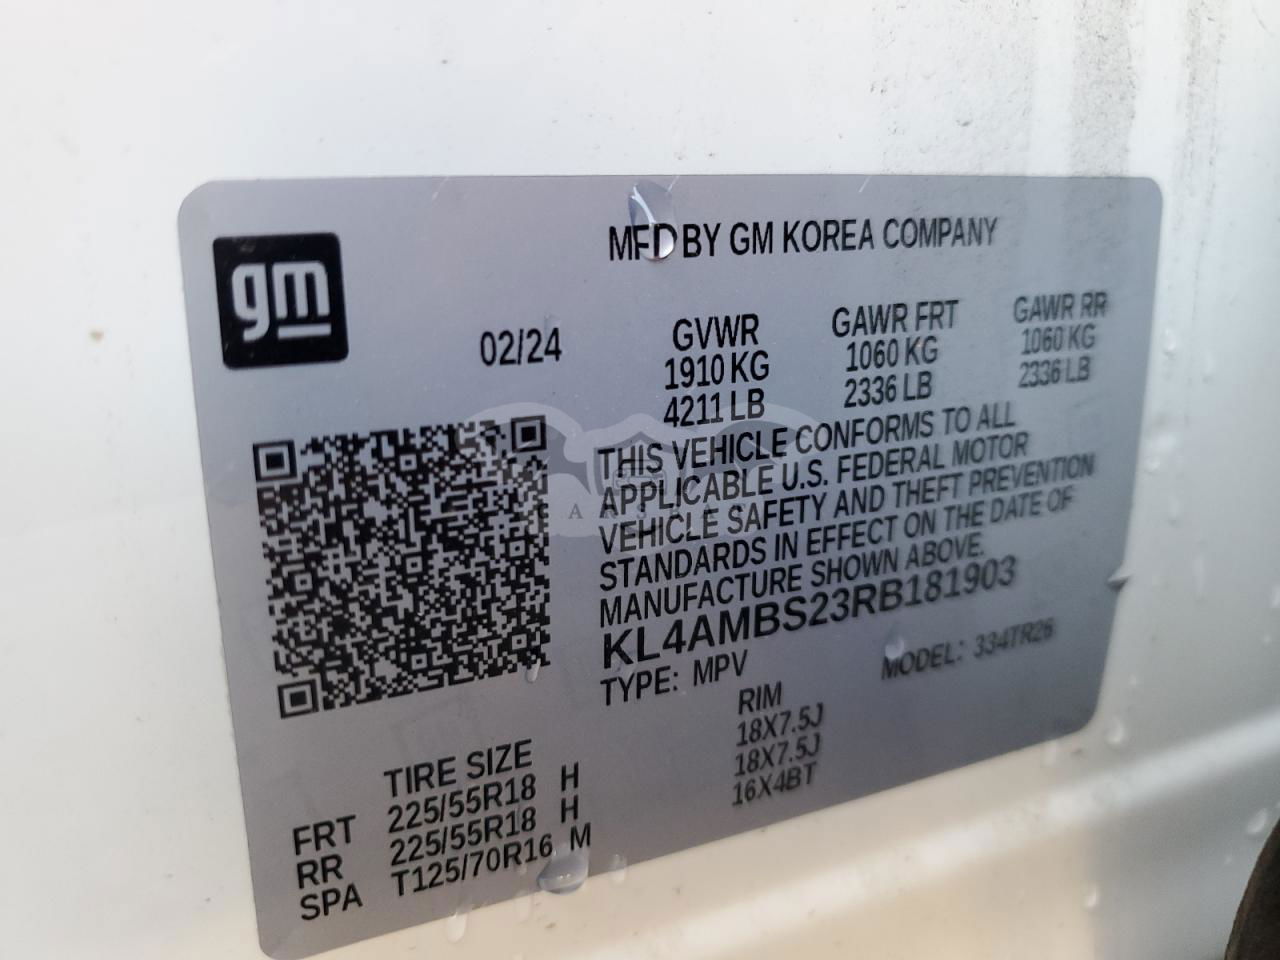 gm
MFD BY GM KOREA COMPANY
02/24
GVWR GAWR FRT GAWR RR
1910 KG 1060 KG 1060 KG
4211 LB 2336 LB 2336 LB
THIS VEHICLE CONFORMS TO ALL
APPLICABLE U.S. FEDERAL MOTOR
VEHICLE SAFETY AND THEFT PREVENTION
STANDARDS IN EFFECT ON THE DATE OF
MANUFACTURE SHOWN ABOVE.
KL4AMBS23RB181903
TYPE: MPV MODEL: 334TR26
TIRE SIZE RIM
FRT 225/55R18 H 18X7.5J
RR 225/55R18 H 18X7.5J
SPA T125/70R16 M 16X4BT